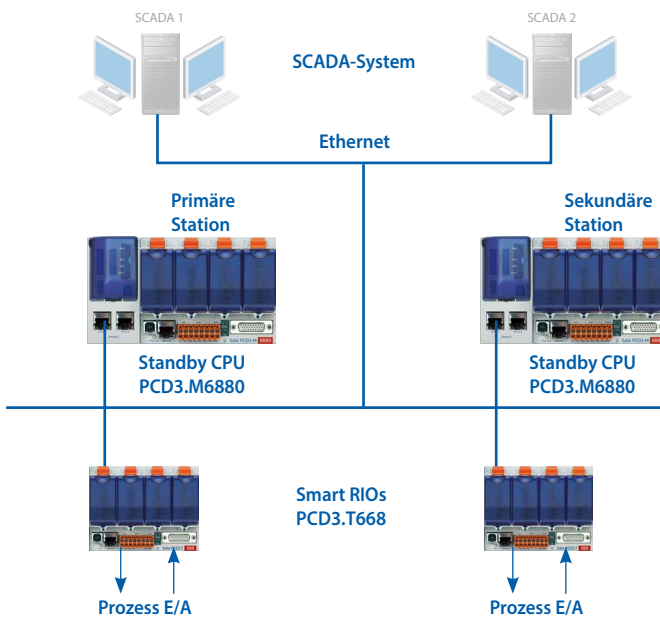 SCADA 1
SCADA 2
SCADA-System
Ethernet
Primäre
Station
Sekundäre
Station
Standby CPU
PCD3.M6880
Standby CPU
PCD3.M6880
Smart RIOs
PCD3.T668
Prozess E/A
Prozess E/A